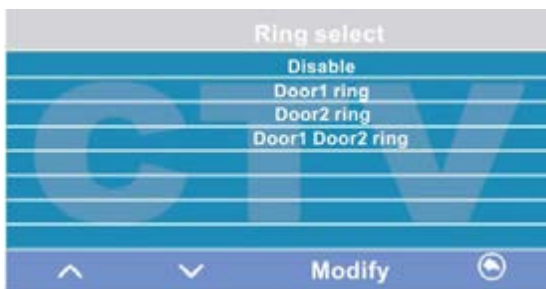 Ring select
Disable
Door1 ring
Door2 ring
Door1 Door2 ring
CTV
Modify